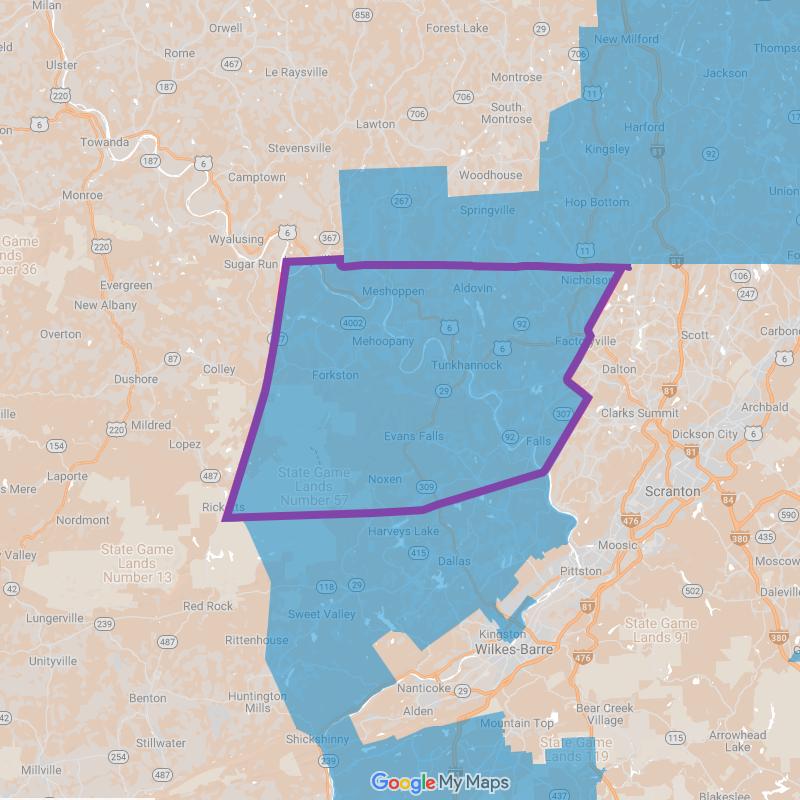 Milan
Orwell
858
Forest Lake
29
New Milford
Rome
706
Ulster
467
Le Raysville
Thomps
Jackson
187
Montrose
220
706
11
6
706
South
Montrose
Lawton
Harford
6
Towanda
Stevensville
Kingsley
81
92
187
6
Camptown
Woodhouse
Monroe
267
Springville
Hop Bottom
Union
6
367
Game
Lands
ber 36
220
Wyalusing
11
Sugar Run
106
Evergreen
Meshoppen
Aldovin
Nicholson
247
New Albany
4002
6
92
Overton
Mehoopany
Factoryville
Scott
Carbon
6
6
87
Colley
Forkston
Tunkhannock
Dalton
Dushore
29
81
Archbald
220
Mildred
307
Clarks Summit
154
Lopez
Evans Falls
92
Falls
Dickson City
6
81
Laporte
487
State Game
Lands
Number 57
Noxen
309
Scranton
84
s Mere
Ricketts
590
Nordmont
Harveys Lake
476
435
380
Valley
State Game
Lands
Number 13
415
Dallas
Moosic
Moscow
Pittston
42
118
29
502
Daleville
Red Rock
Sweet Valley
81
Lungerville
239
State Game
Lands 91
487
Rittenhouse
Kingston
380
Wilkes-Barre
476
Unityville
Nanticoke
29
Benton
Huntington
Mills
Alden
Bear Creek
Village
42
Mountain Top
115
Arrowhead
Lake
Stillwater
Shickshinny
State Game
Lands 119
254
239
Millville
487
Google My Maps
437
Blakeslee